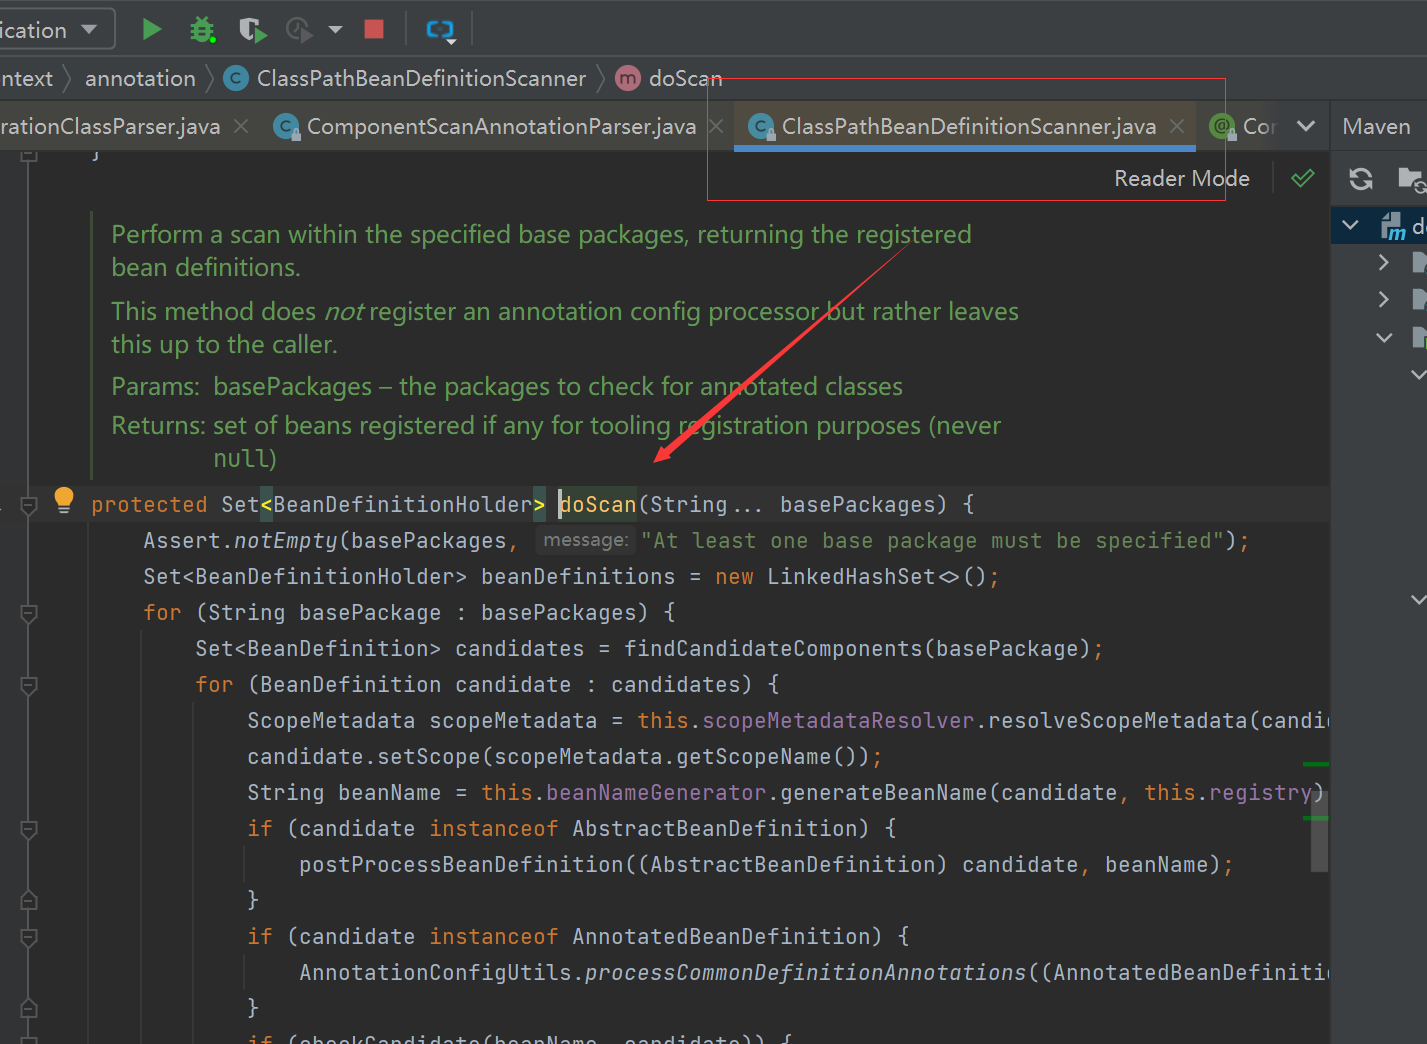 ication
ntext annotation ClassPathBeanDefinitionScanner doScan
rationClassParser.java ComponentScanAnnotationParser.java ClassPathBeanDefinitionScanner.java Cor Maven
Reader Mode
}
Perform a scan within the specified base packages, returning the registered
bean definitions.
This method does not register an annotation config processor but rather leaves
this up to the caller.
Params: basePackages – the packages to check for annotated classes
Returns: set of beans registered if any for tooling registration purposes (never
null)
protected Set<BeanDefinitionHolder> doScan(String... basePackages) {
Assert.notEmpty(basePackages, message: "At least one base package must be specified");
Set<BeanDefinitionHolder> beanDefinitions = new LinkedHashSet<>();
for (String basePackage : basePackages) {
Set<BeanDefinition> candidates = findCandidateComponents(basePackage);
for (BeanDefinition candidate : candidates) {
ScopeMetadata scopeMetadata = this.scopeMetadataResolver.resolveScopeMetadata(candi
candidate.setScope(scopeMetadata.getScopeName());
String beanName = this.beanNameGenerator.generateBeanName(candidate, this.registry)
if (candidate instanceof AbstractBeanDefinition) {
postProcessBeanDefinition((AbstractBeanDefinition) candidate, beanName);
}
if (candidate instanceof AnnotatedBeanDefinition) {
AnnotationConfigUtils.processCommonDefinitionAnnotations((AnnotatedBeanDefiniti
}
if (checkCandidate(beanName, candidate)) {